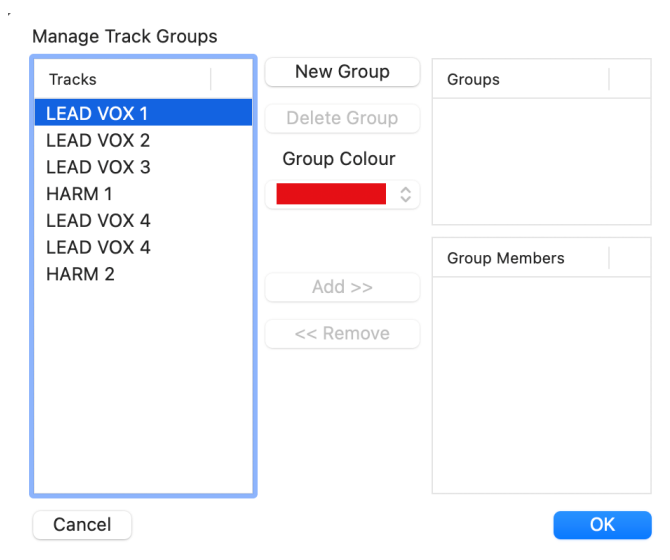 Manage Track Groups
Tracks
LEAD VOX 1
LEAD VOX 2
LEAD VOX 3
HARM 1
LEAD VOX 4
LEAD VOX 4
HARM 2
New Group
Delete Group
Group Colour
Add >>
<< Remove
Groups
Group Members
Cancel
OK